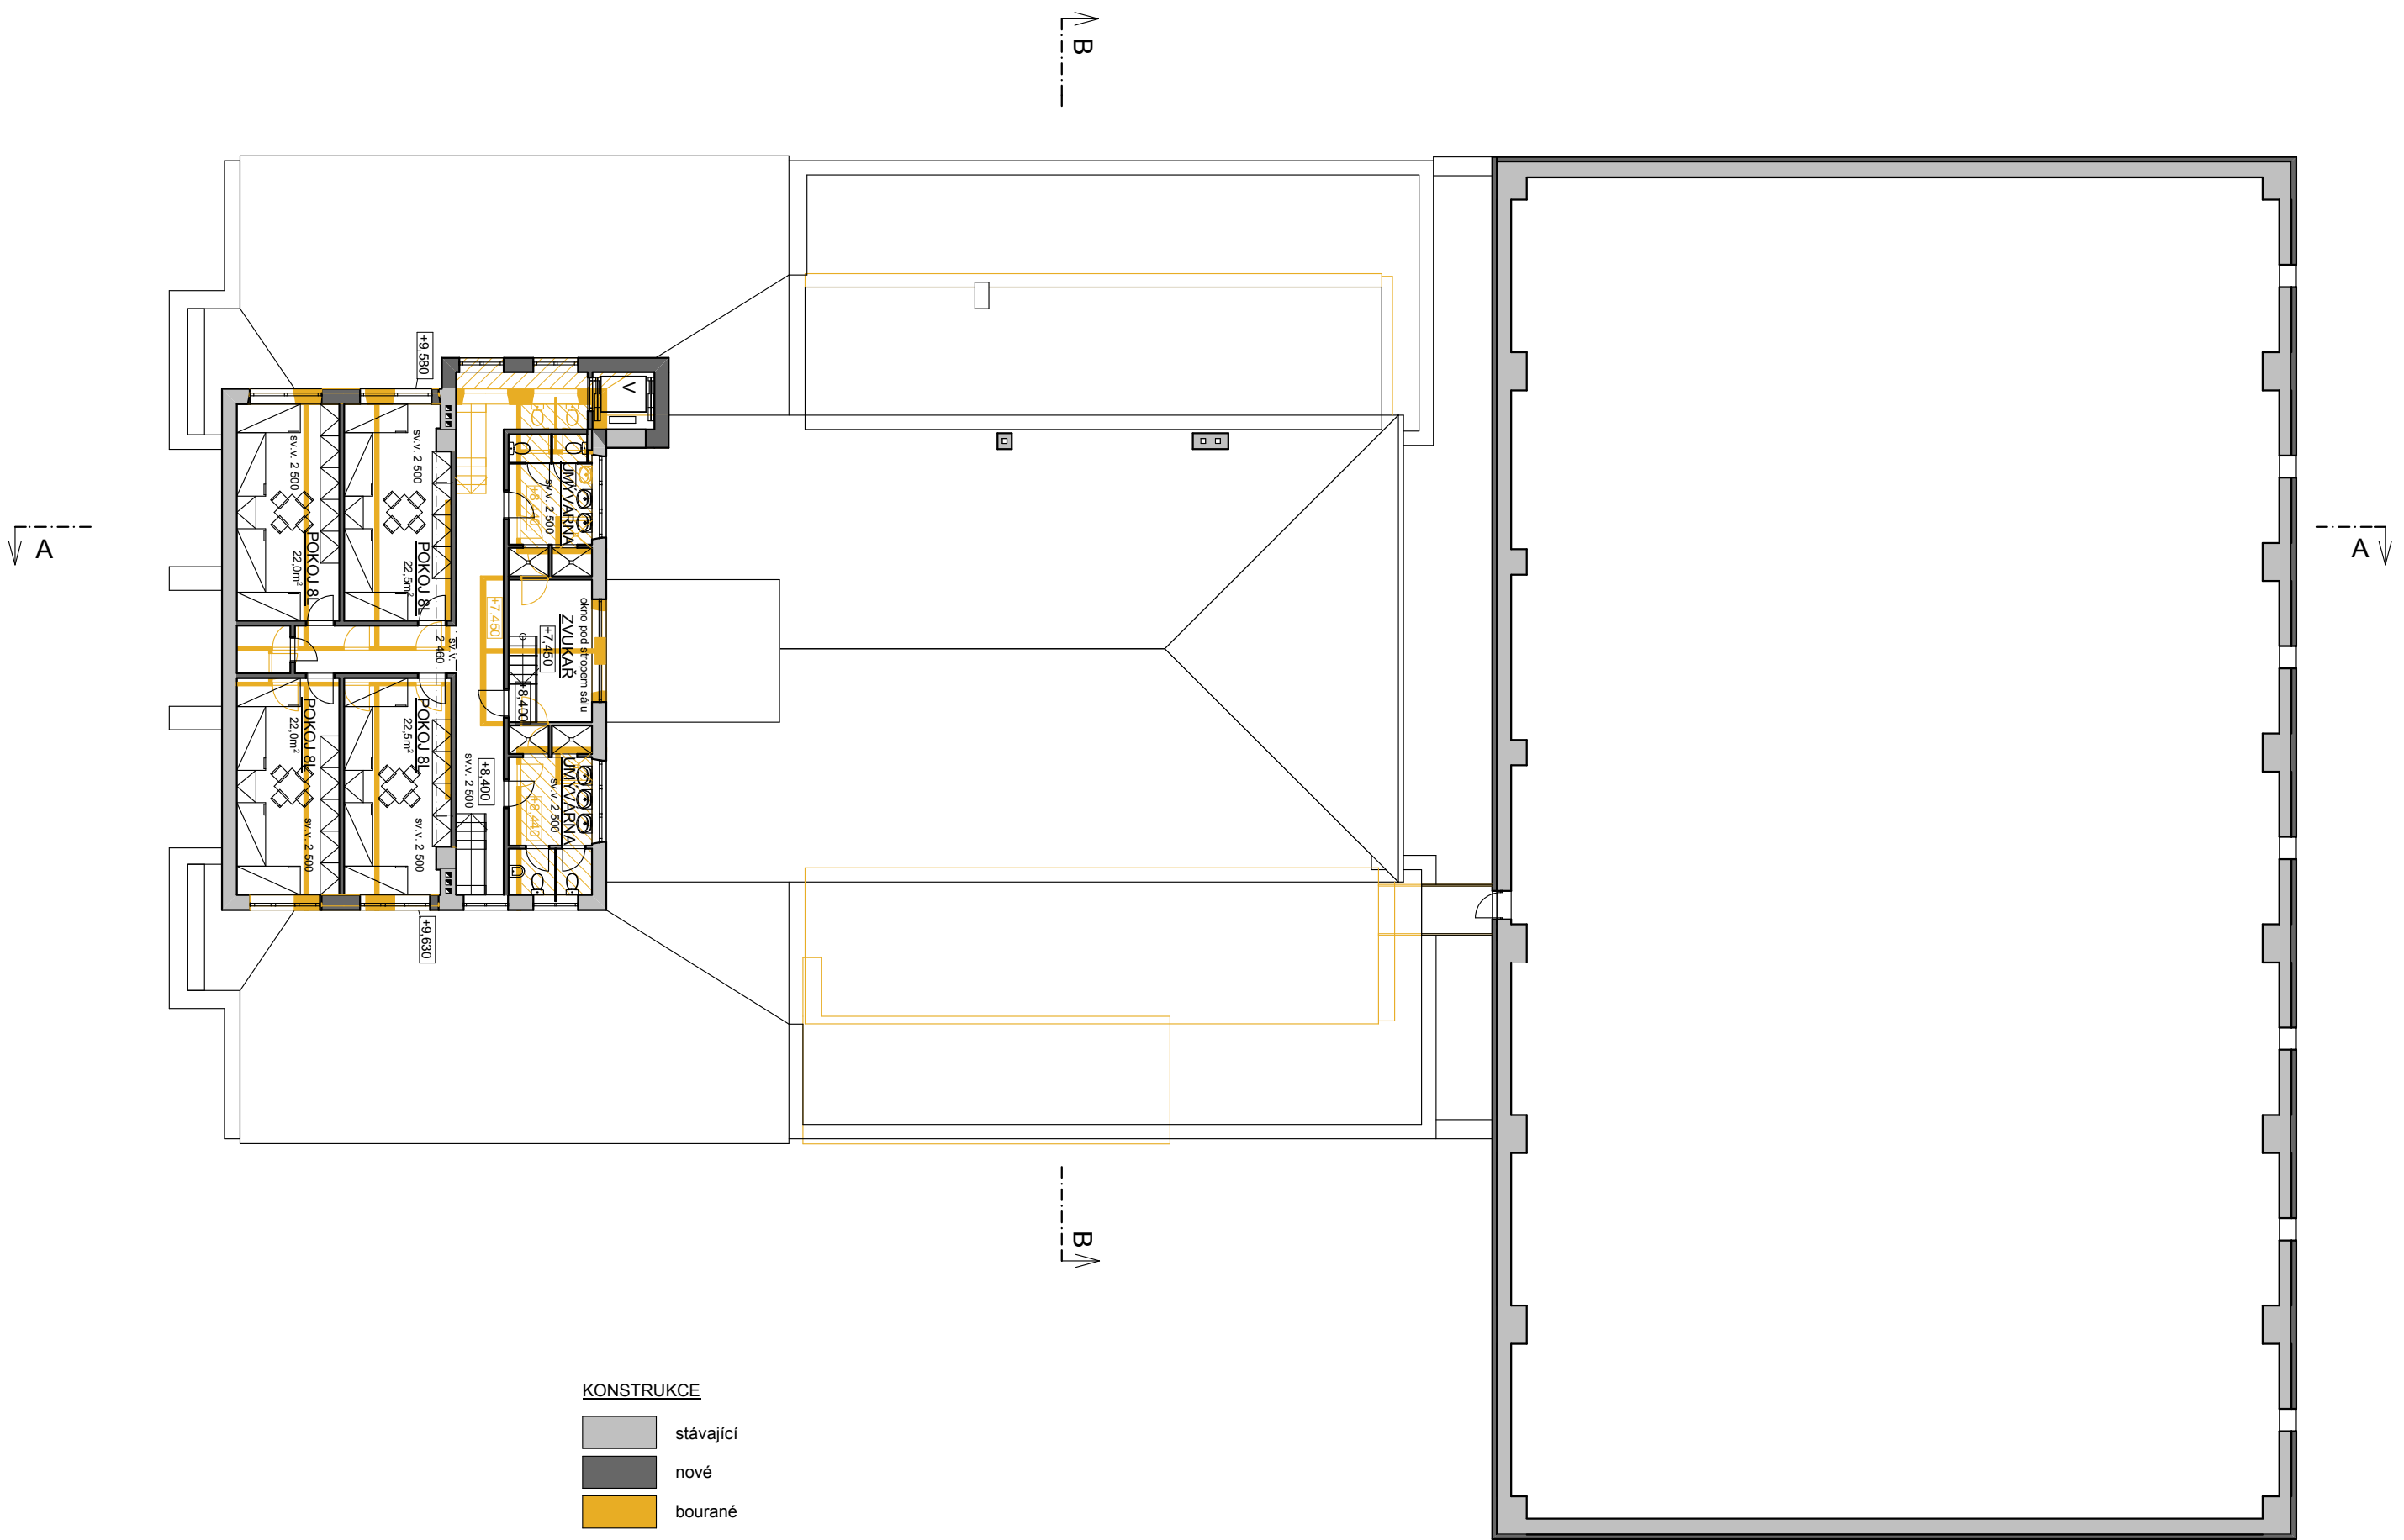 B
+9,580
V
sv.v. 2 500
POKOJ 8L
22,0m²
sv.v. 2 500
POKOJ 8L
22,5m²
UMÝVÁRNA
sv.v. 2 500
A
A
+7,450
okno pod stropem sálu
ZVUKAŘ
+7,450
+8,400
sv.v.
2 460
POKOJ 8L
22,0m²
sv.v. 2 500
POKOJ 8L
22,5m²
sv.v. 2 500
+8,400
sv.v. 2 500
UMÝVÁRNA
sv.v. 2 500
+8,440
+9,630
B
KONSTRUKCE
stávající
nové
bourané